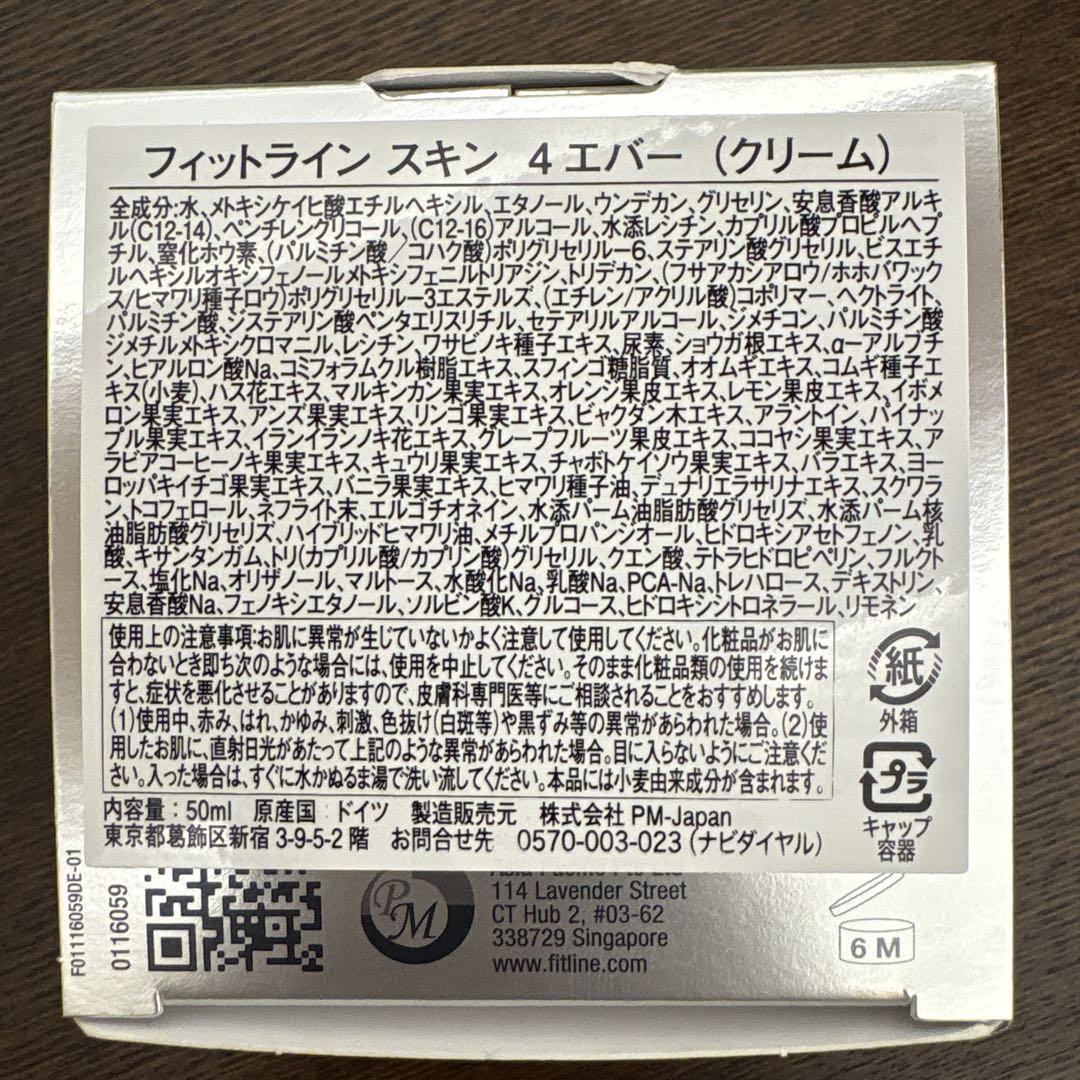 フィットライン スキン 4 エバー (クリーム)
全成分:水、メトキシケイヒ酸エチルヘキシル、エタノール、ウンデカン、グリセリン、安息香酸アルキ
ル(C12-14)、ペンチレングリコール、(C12-16)アルコール、水添レシチン、カプリル酸プロピルヘプ
チル、窒化ホウ素、(パルミチン酸/コハク酸)ポリグリセリル-6、ステアリン酸グリセリル、ビスエチ
ルヘキシルオキシフェノールメトキシフェニルトリアジン、トリデカン、(フサアカシアロウ/ホホバワック
ス/ヒマワリ種子ロウ)ポリグリセリル-3エステルズ、(エチレン/アクリル酸)コポリマー、ヘクトライト、
パルミチン酸、ジステアリン酸ペンタエリスリチル、セテアリルアルコール、ジメチコン、パルミチン酸
ジメチルメトキシクロマニル、レシチン、ワサビノキ種子エキス、尿素、ショウガ根エキス、α-アルブチ
ン、ヒアルロン酸Na、コミフォラムクル樹脂エキス、スフィンゴ糖脂質、オオムギエキス、コムギ種子エ
キス(小麦)、ハス花エキス、マルキンカン果実エキス、オレンジ果皮エキス、レモン果皮エキス、イボメ
ロン果実エキス、アンズ果実エキス、リンゴ果実エキス、ビャクダン木エキス、アラントイン、パイナッ
プル果実エキス、イランイランノキ花エキス、グレープフルーツ果皮エキス、ココヤシ果実エキス、ア
ラビアコーヒーノキ果実エキス、キュウリ果実エキス、チャボトケイソウ果実エキス、バラエキス、ヨー
ロッパキイチゴ果実エキス、バニラ果実エキス、ヒマワリ種子油、デュナリエラサリナエキス、スクワラ
ン、トコフェロール、ネフライト末、エルゴチオネイン、水添パーム油脂肪酸グリセリズ、水添パーム核
油脂肪酸グリセリズ、ハイブリッドヒマワリ油、メチルプロパンジオール、ヒドロキシアセトフェノン、乳
酸、キサンタンガム、トリ(カプリル酸/カプリン酸)グリセリル、クエン酸、テトラヒドロピペリン、フルクト
ース、塩化Na、オリザノール、マルトース、水酸化Na、乳酸Na、PCA-Na、トレハロース、デキストリン、
安息香酸Na、フェノキシエタノール、ソルビン酸K、グルコース、ヒドロキシシトロネラール、リモネン
使用上の注意事項:お肌に異常が生じていないかよく注意して使用してください。化粧品がお肌に
合わないとき即ち次のような場合には、使用を中止してください。そのまま化粧品類の使用を続けま
すと、症状を悪化させることがありますので、皮膚科専門医等にご相談されることをおすすめします。
(1)使用中、赤み、はれ、かゆみ、刺激、色抜け(白斑等)や黒ずみ等の異常があらわれた場合。(2)使
用したお肌に、直射日光があたって上記のような異常があらわれた場合。目に入らないようにご注意くだ
さい。入った場合は、すぐに水かぬるま湯で洗い流してください。本品には小麦由来成分が含まれます。
紙
外箱
プラ
キャップ
容器
内容量:50ml 原産国:ドイツ 製造販売元 株式会社 PM-Japan
東京都葛飾区新宿 3-9-5-2 階 お問合せ先 0570-003-023 (ナビダイヤル)
F01116059DE-01
0116059
PM
Asia Pacific Pte Ltd
114 Lavender Street
CT Hub 2, #03-62
338729 Singapore
www.fitline.com
6 M